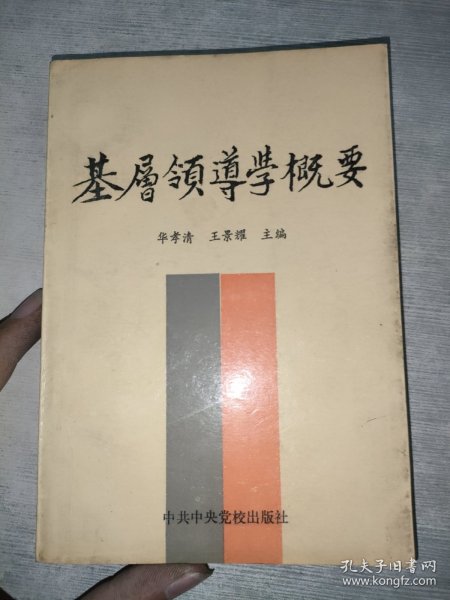 基層領導學概要
华孝清 王景耀 主编
中共中央党校出版社
孔夫子旧书网
www.kongfz.com